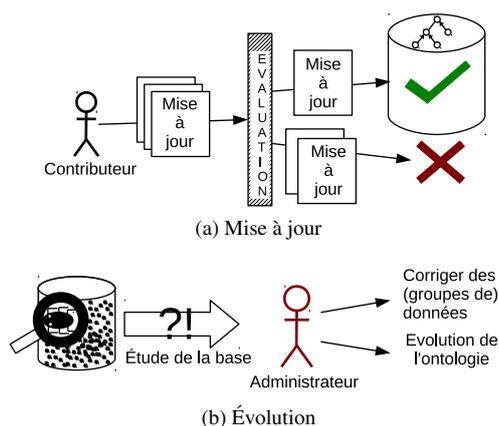 Contributeur
Mise
à
jour
EVALUATION
Mise
à
jour
Mise
à
jour
(a) Mise à jour
?!
Étude de la base
Administrateur
Corriger des
(groupes de)
données
Evolution de
l'ontologie
(b) Évolution